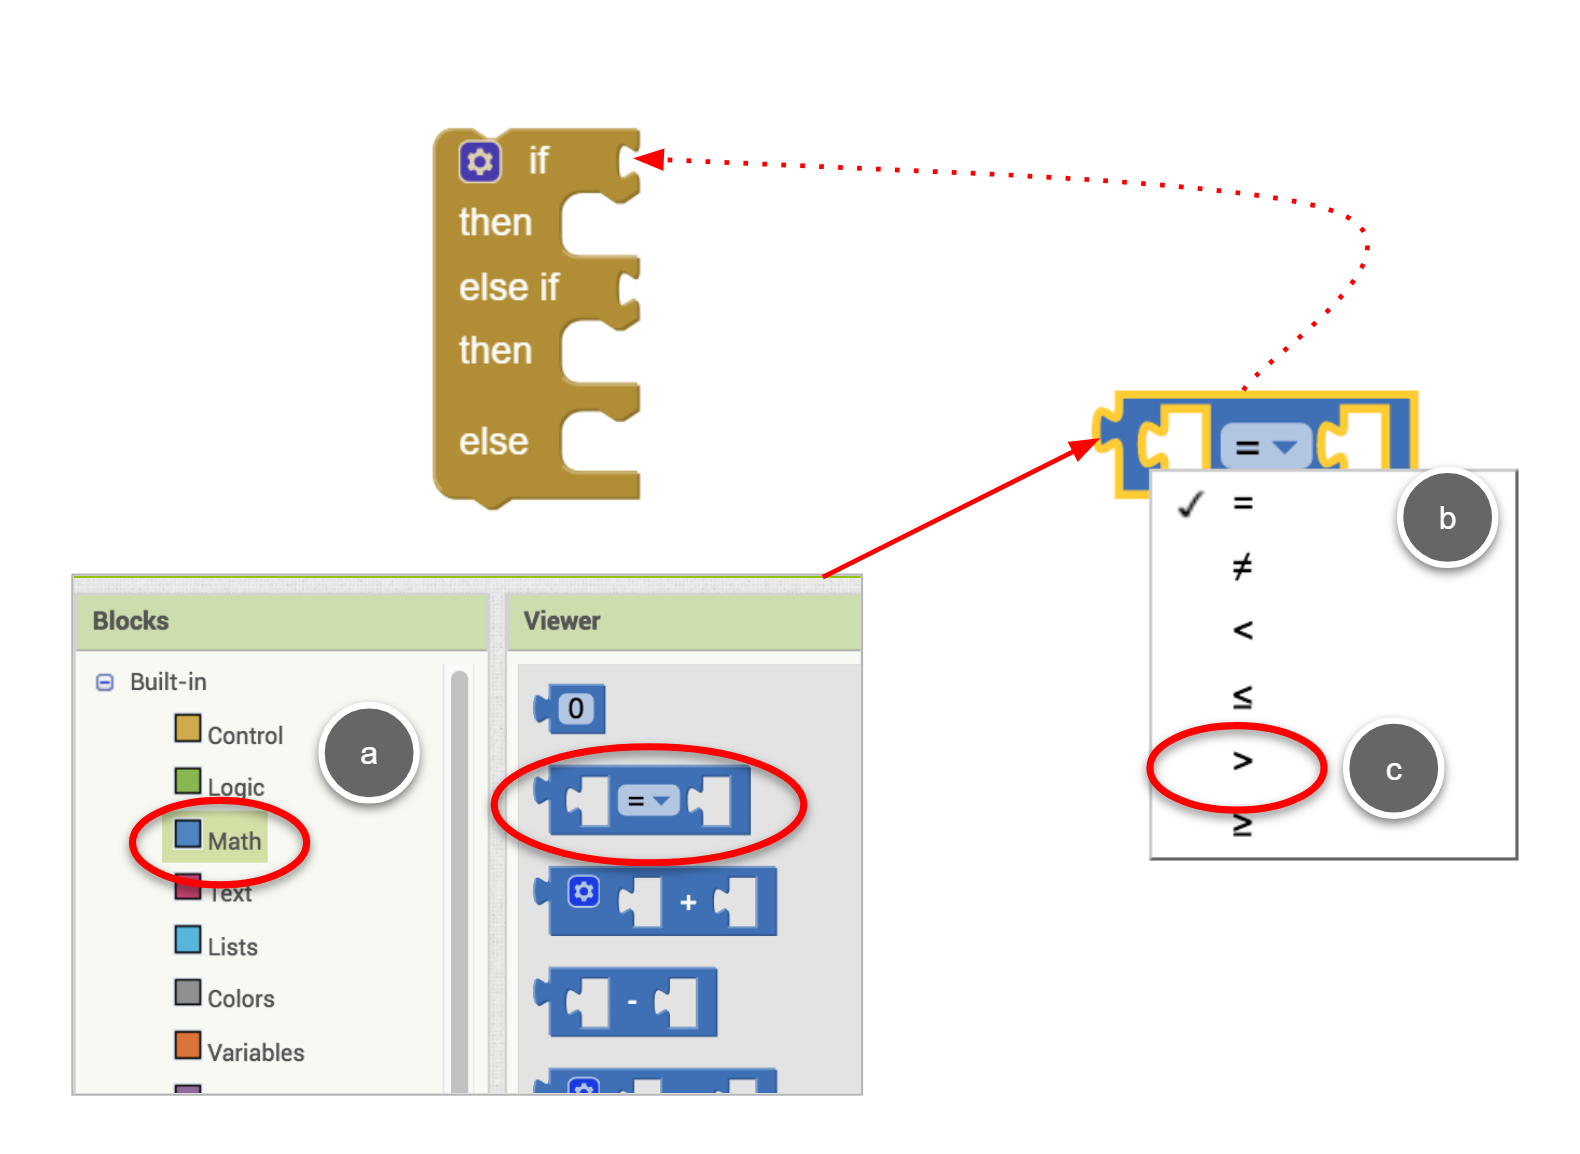 if
then
else if
then
else
=
✓ =
≠
<
≤
>
≥
b
c
Blocks
Viewer
Built-in
Control
Logic
Math
Text
Lists
Colors
Variables
a
0
=
+
-